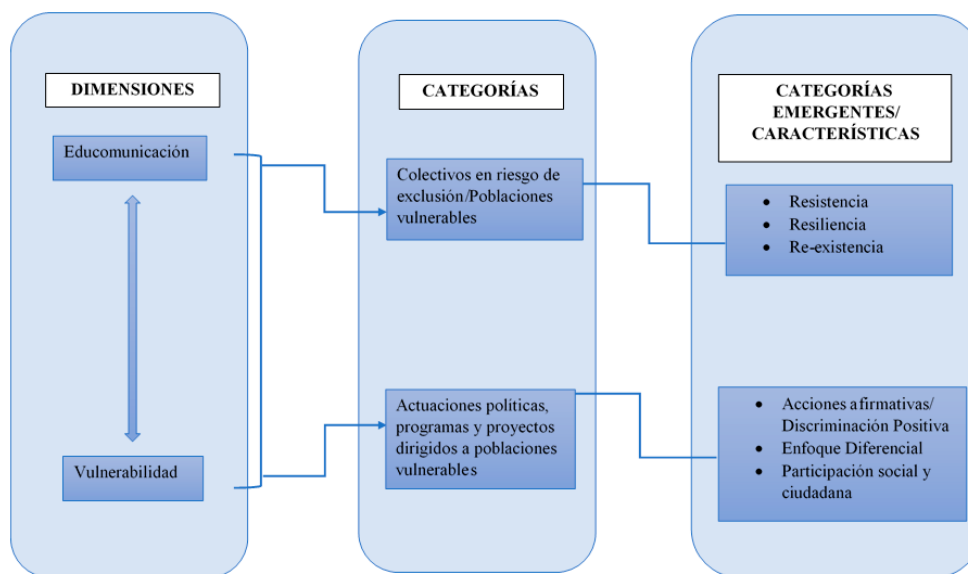 DIMENSIONES
Educomunicación
Vulnerabilidad
CATEGORÍAS
Colectivos en riesgo de
exclusión/Poblaciones
vulnerables
Actuaciones políticas,
programas y proyectos
dirigidos a poblaciones
vulnerables
CATEGORÍAS
EMERGENTES/
CARACTERÍSTICAS
• Resistencia
• Resiliencia
• Re-existencia
• Acciones afirmativas/
Discriminación Positiva
• Enfoque Diferencial
• Participación social y
ciudadana